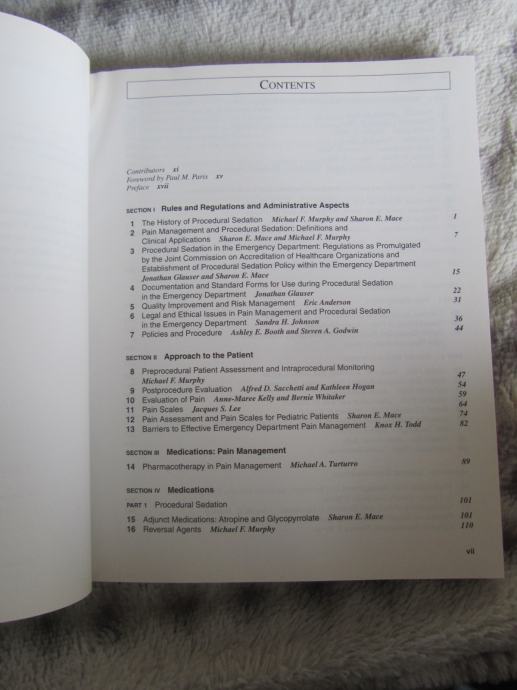 CONTENTS
Contributors xi
Foreword by Paul M. Paris xv
Preface xvii
SECTION I Rules and Regulations and Administrative Aspects
1 The History of Procedural Sedation Michael F. Murphy and Sharon E. Mace 1
2 Pain Management and Procedural Sedation: Definitions and
Clinical Applications Sharon E. Mace and Michael F. Murphy 7
3 Procedural Sedation in the Emergency Department: Regulations as Promulgated
by the Joint Commission on Accreditation of Healthcare Organizations and
Establishment of Procedural Sedation Policy within the Emergency Department
Jonathan Glauser and Sharon E. Mace 15
4 Documentation and Standard Forms for Use during Procedural Sedation
in the Emergency Department Jonathan Glauser 22
5 Quality Improvement and Risk Management Eric Anderson 31
6 Legal and Ethical Issues in Pain Management and Procedural Sedation
in the Emergency Department Sandra H. Johnson 36
7 Policies and Procedure Ashley E. Booth and Steven A. Godwin 44
SECTION II Approach to the Patient
8 Preprocedural Patient Assessment and Intraprocedural Monitoring
Michael F. Murphy 47
9 Postprocedure Evaluation Alfred D. Sacchetti and Kathleen Hogan 54
10 Evaluation of Pain Anne-Maree Kelly and Bernie Whitaker 59
11 Pain Scales Jacques S. Lee 64
12 Pain Assessment and Pain Scales for Pediatric Patients Sharon E. Mace 74
13 Barriers to Effective Emergency Department Pain Management Knox H. Todd 82
SECTION III Medications: Pain Management
14 Pharmacotherapy in Pain Management Michael A. Turturro 89
SECTION IV Medications
PART 1 Procedural Sedation 101
15 Adjunct Medications: Atropine and Glycopyrrolate Sharon E. Mace 101
16 Reversal Agents Michael F. Murphy 110
vii